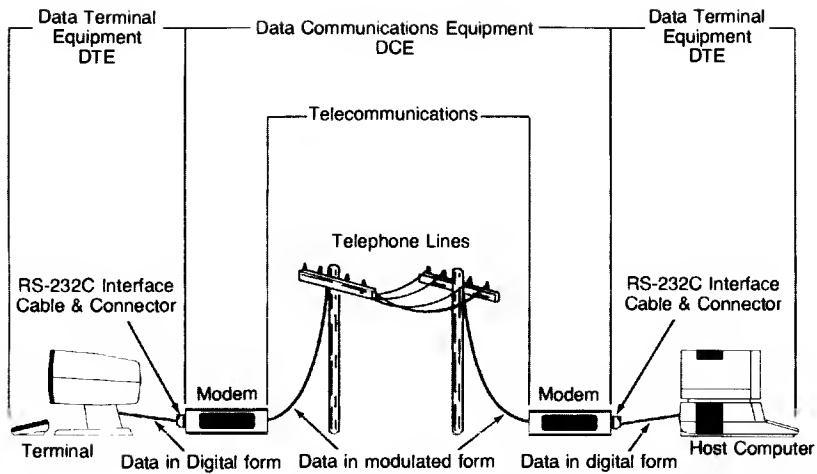 Data Terminal
Equipment
DTE
Data Communications Equipment
DCE
Data Terminal
Equipment
DTE
Telecommunications
Telephone Lines
RS-232C Interface
Cable & Connector
RS-232C Interface
Cable & Connector
Modem
Modem
Terminal
Data in Digital form
Data in modulated form
Data in digital form
Host Computer